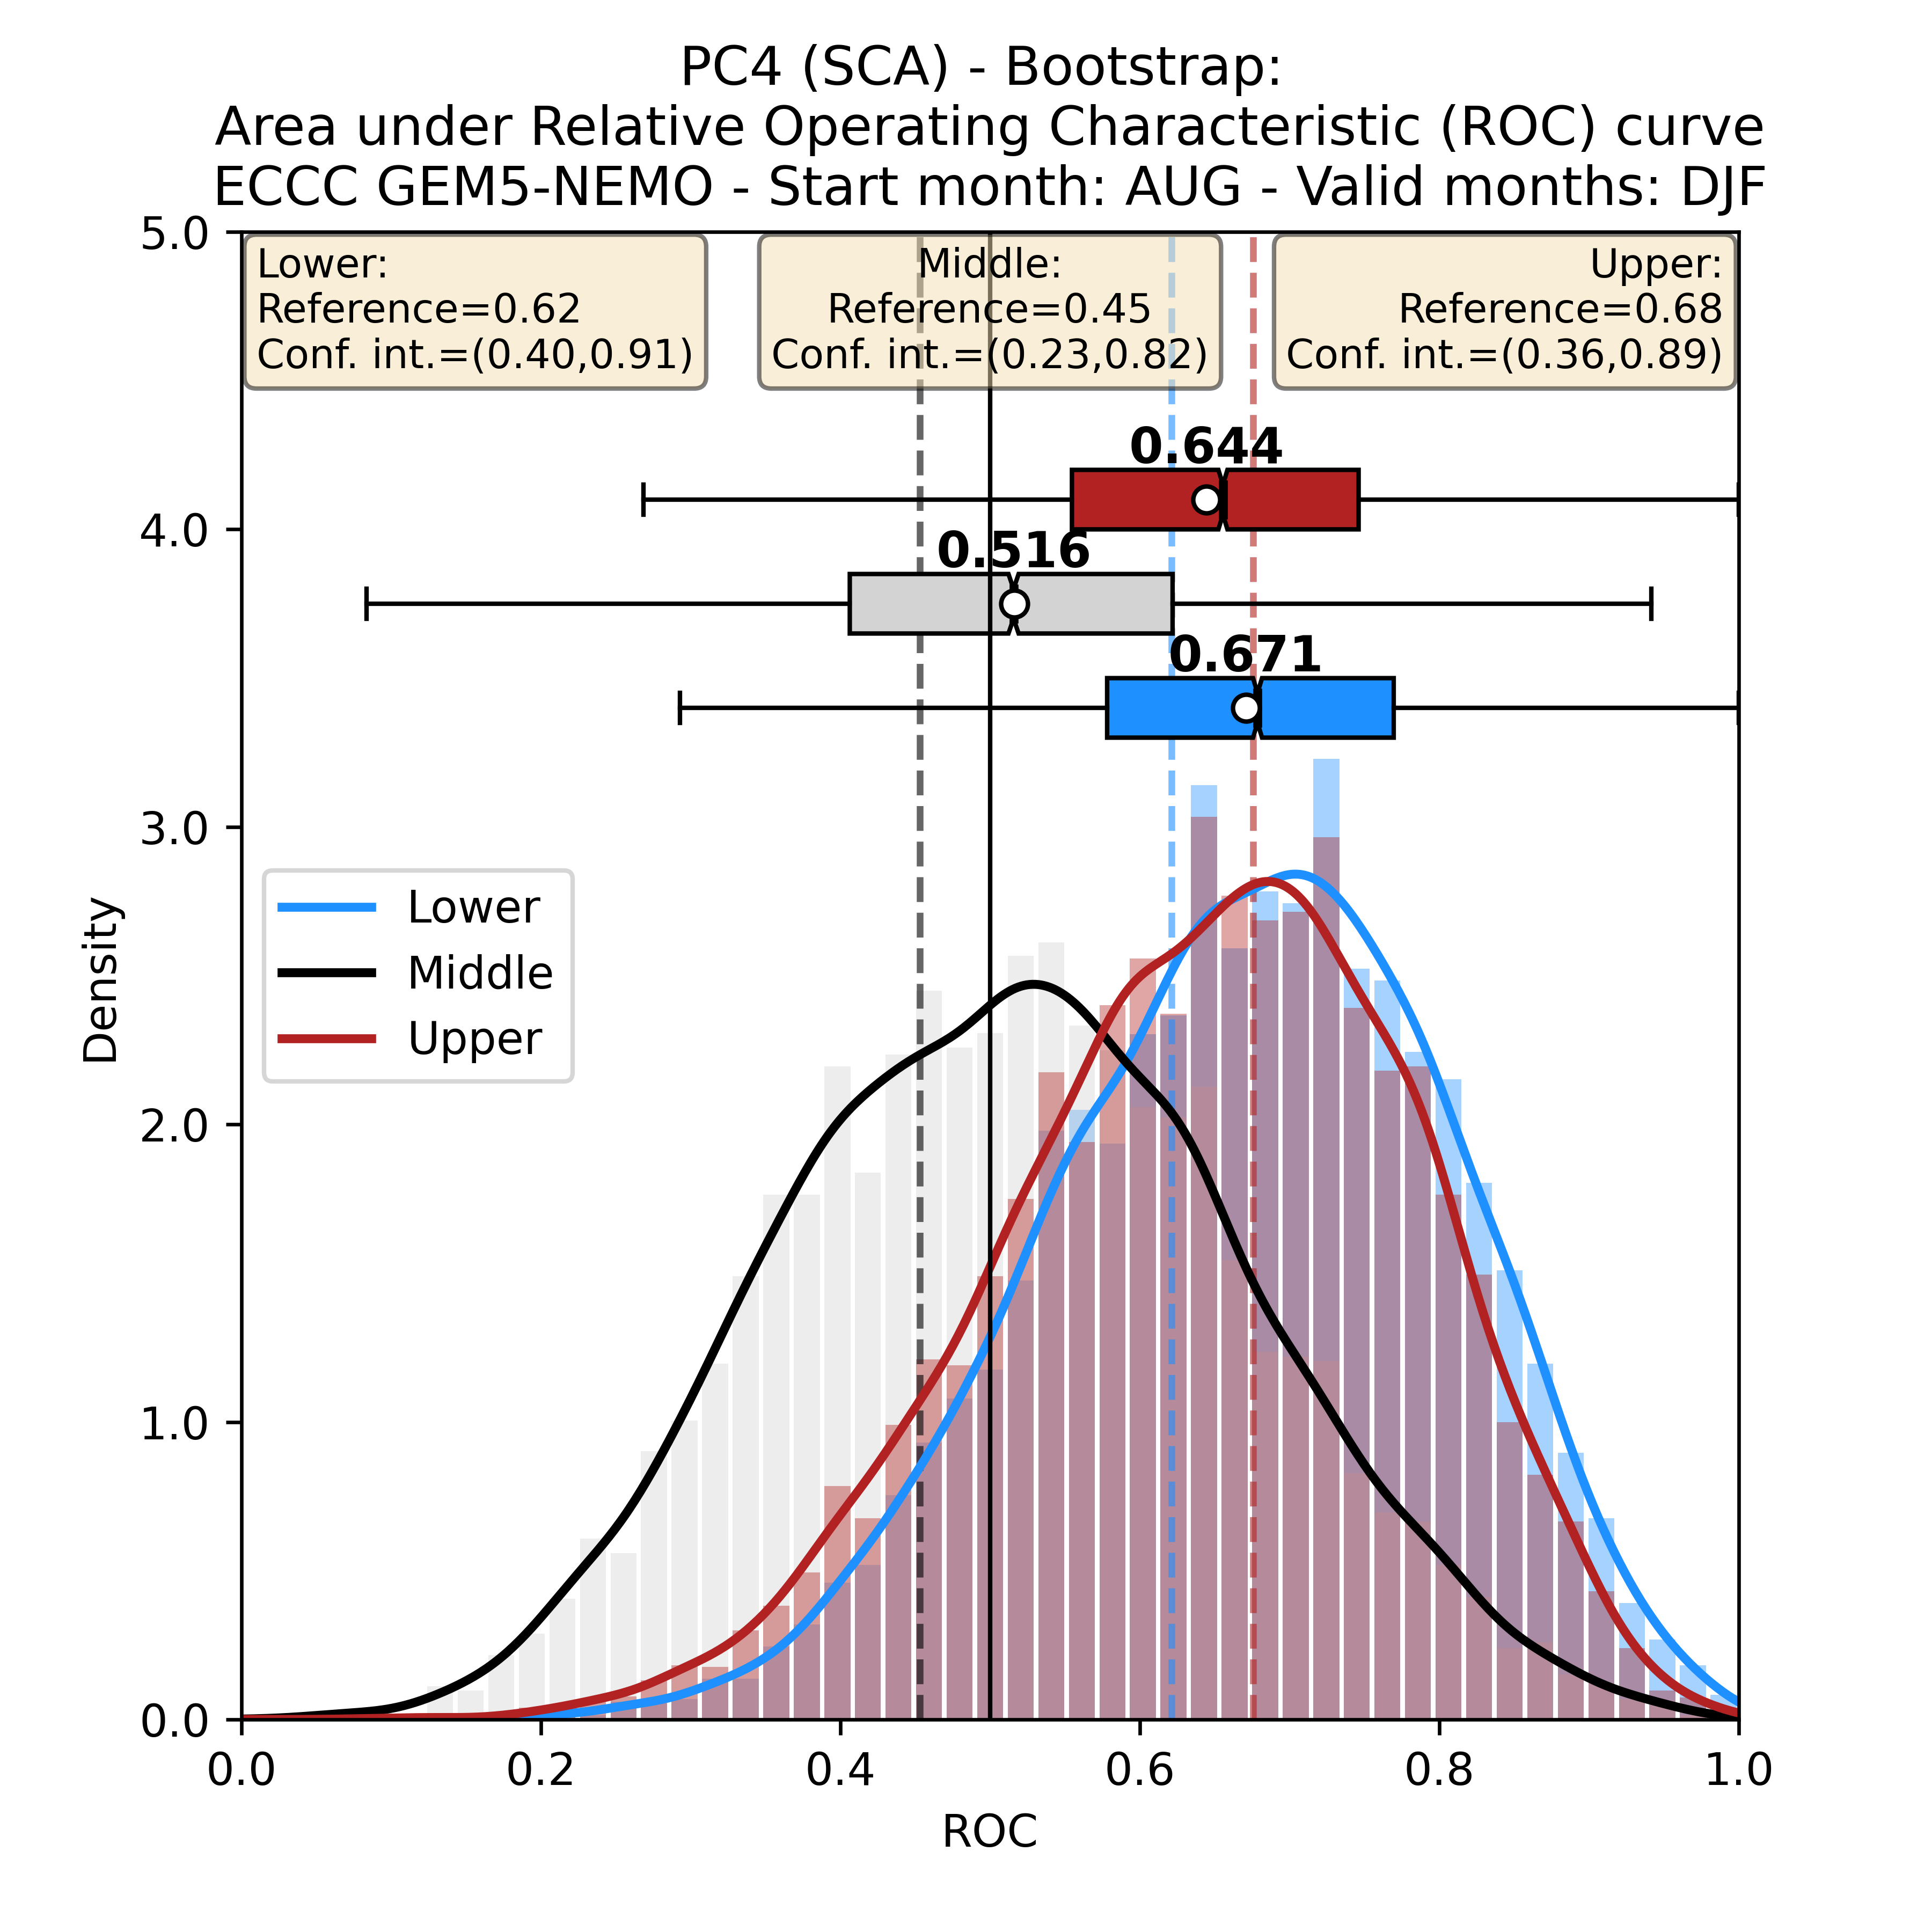 PC4 (SCA) - Bootstrap:
Area under Relative Operating Characteristic (ROC) curve
ECCC GEM5-NEMO - Start month: AUG - Valid months: DJF
Lower:
Reference=0.62
Conf. int.=(0.40,0.91)
Middle:
Reference=0.45
Conf. int.=(0.23,0.82)
Upper:
Reference=0.68
Conf. int.=(0.36,0.89)
0.644
0.516
0.671
Lower
Middle
Upper
Density
5.0
4.0
3.0
2.0
1.0
0.0
0.0
0.2
0.4
0.6
0.8
1.0
ROC